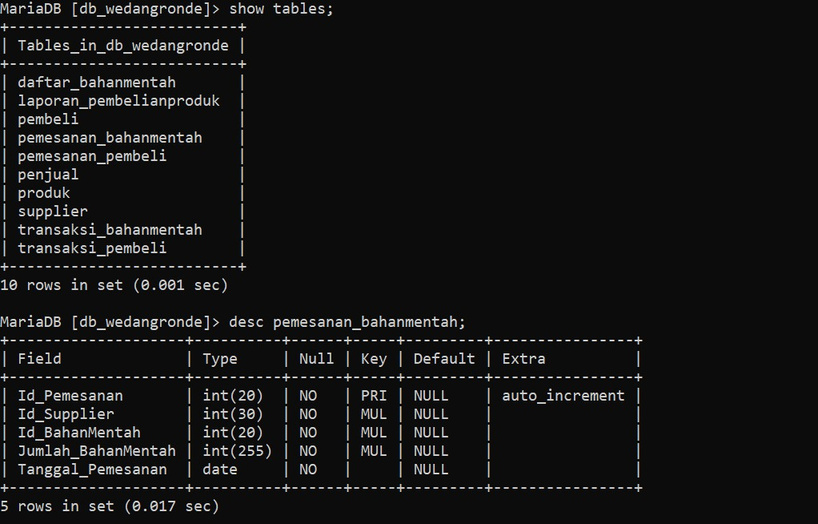 MariaDB [db_wedangronde]> show tables;
+--------------------------+
| Tables_in_db_wedangronde |
+--------------------------+
| daftar_bahanmentah       |
| laporan_pembelianproduk  |
| pembeli                  |
| pemesanan_bahanmentah    |
| pemesanan_pembeli        |
| penjual                  |
| produk                   |
| supplier                 |
| transaksi_bahanmentah    |
| transaksi_pembeli        |
+--------------------------+
10 rows in set (0.001 sec)

MariaDB [db_wedangronde]> desc pemesanan_bahanmentah;
+--------------------+----------+------+-----+---------+----------------+
| Field              | Type     | Null | Key | Default | Extra          |
+--------------------+----------+------+-----+---------+----------------+
| Id_Pemesanan       | int(20)  | NO   | PRI | NULL    | auto_increment |
| Id_Supplier        | int(30)  | NO   | MUL | NULL    |                |
| Id_BahanMentah     | int(20)  | NO   | MUL | NULL    |                |
| Jumlah_BahanMentah | int(255) | NO   | MUL | NULL    |                |
| Tanggal_Pemesanan  | date     | NO   |     | NULL    |                |
+--------------------+----------+------+-----+---------+----------------+
5 rows in set (0.017 sec)